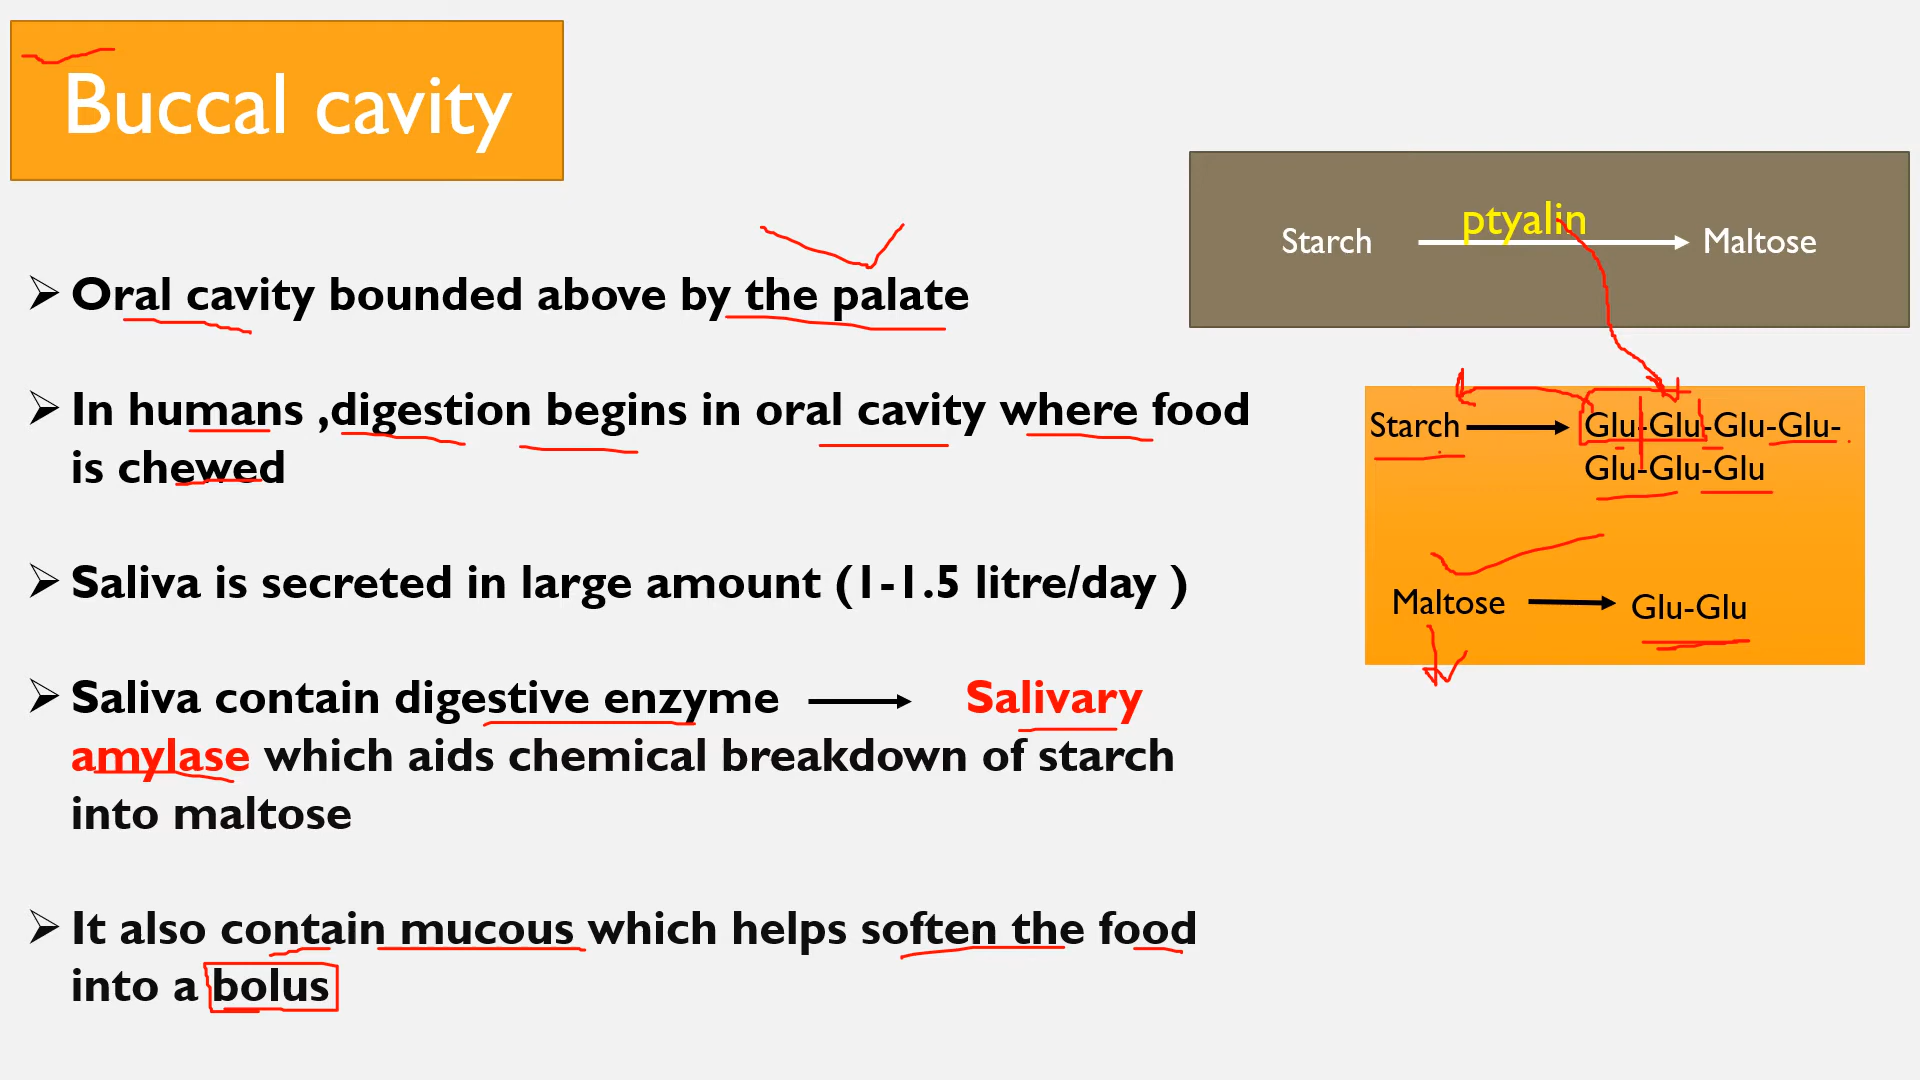 Buccal cavity
Oral cavity bounded above by the palate
In humans ,digestion begins in oral cavity where food
is chewed
Saliva is secreted in large amount (1-1.5 litre/day )
Saliva contain digestive enzyme Salivary
amylase which aids chemical breakdown of starch
into maltose
It also contain mucous which helps soften the food
into a bolus
ptyalin
Starch Maltose
Starch Glu-Glu-Glu-Glu-
Glu-Glu-Glu
Maltose Glu-Glu